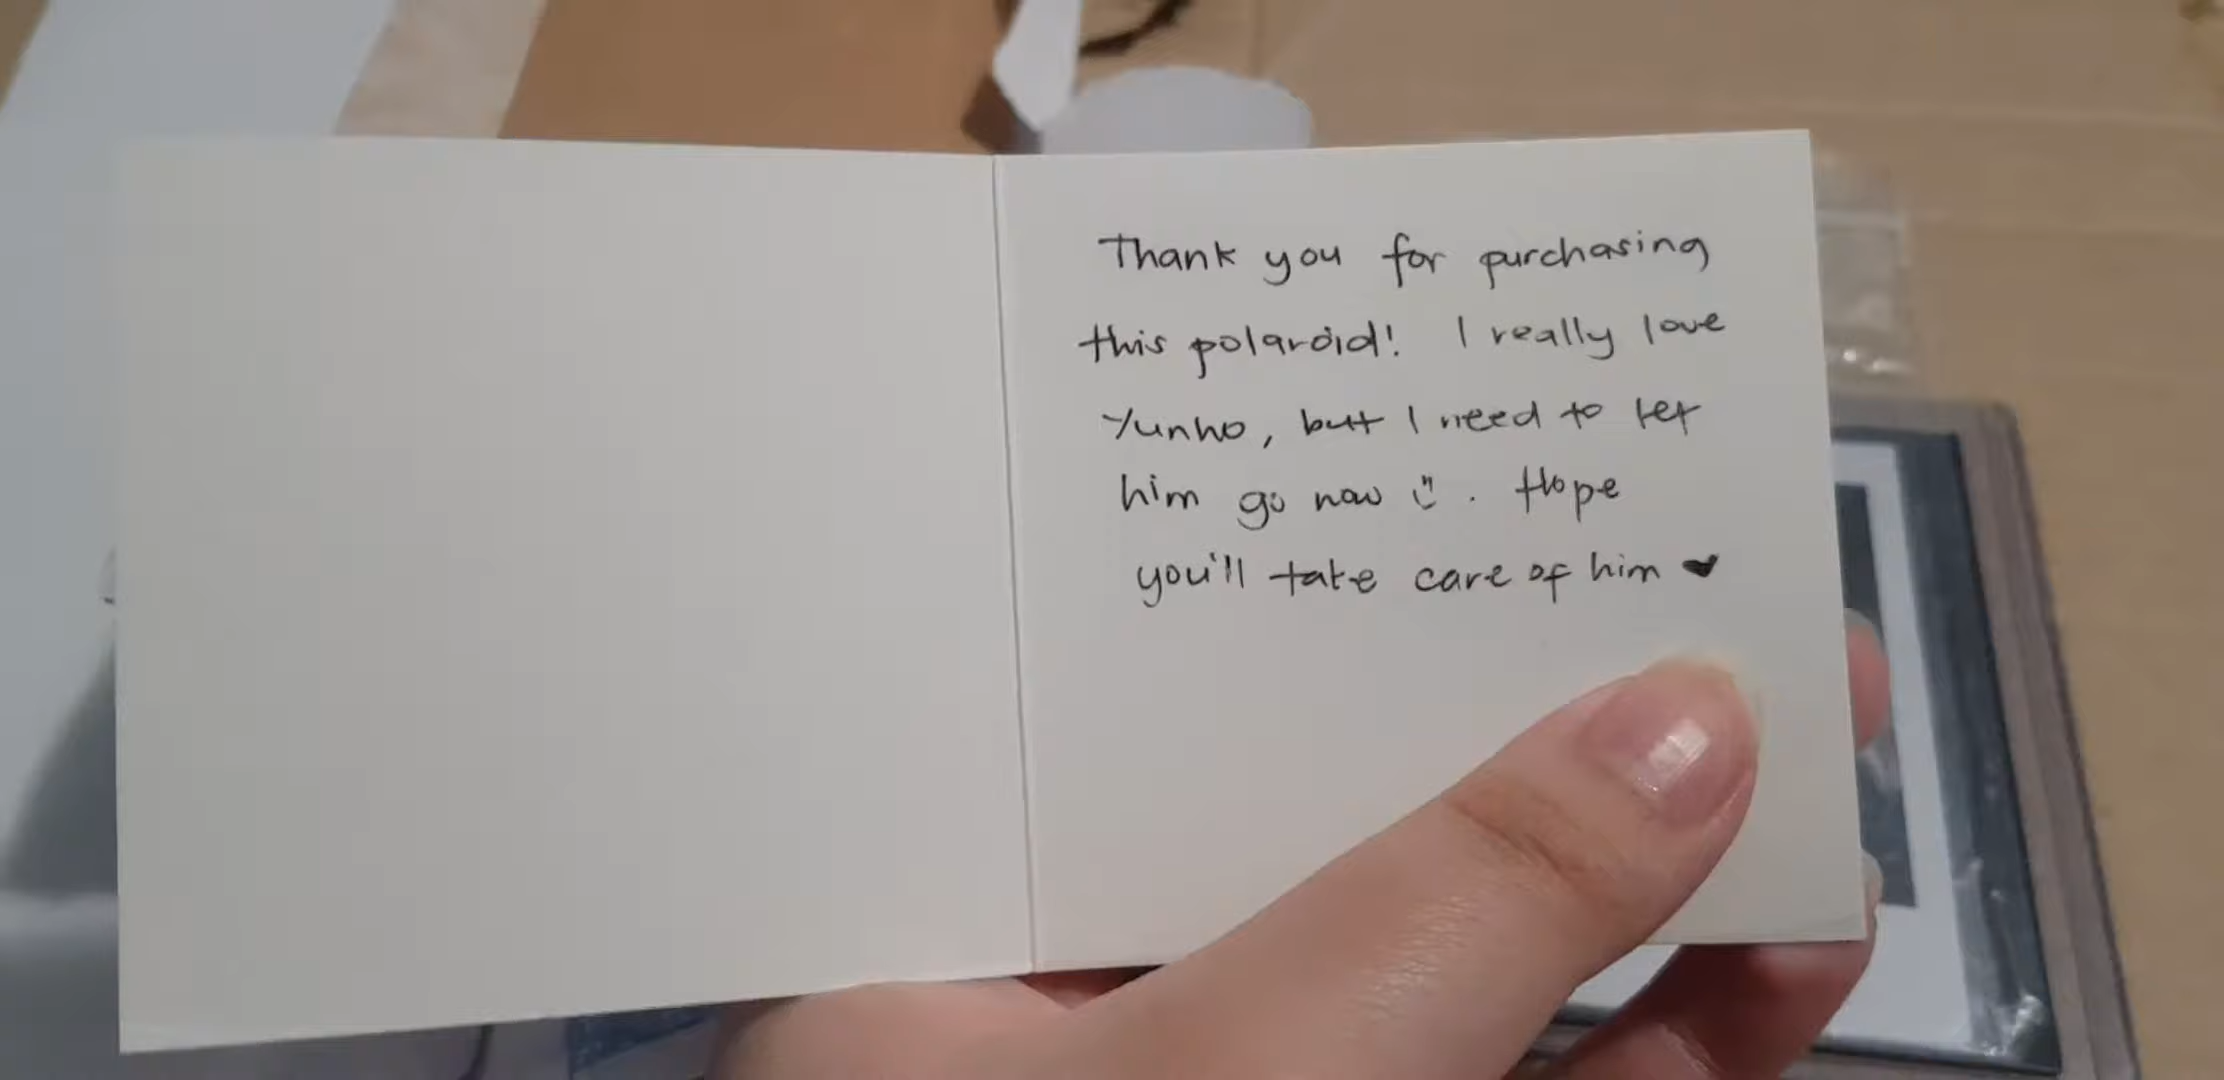 Thank you for purchasing
this polaroid! I really love
Yunho, but I need to let
him go now ü. Hope
you'll take care of him ♥